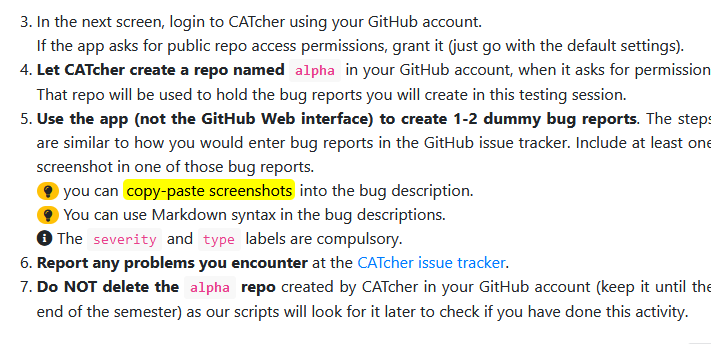 3. In the next screen, login to CATcher using your GitHub account.
If the app asks for public repo access permissions, grant it (just go with the default settings).
4. Let CATcher create a repo named alpha in your GitHub account, when it asks for permission
That repo will be used to hold the bug reports you will create in this testing session.
5. Use the app (not the GitHub Web interface) to create 1-2 dummy bug reports. The steps
are similar to how you would enter bug reports in the GitHub issue tracker. Include at least one
screenshot in one of those bug reports.
you can copy-paste screenshots into the bug description.
You can use Markdown syntax in the bug descriptions.
The severity and type labels are compulsory.
6. Report any problems you encounter at the CATcher issue tracker.
7. Do NOT delete the alpha repo created by CATcher in your GitHub account (keep it until the
end of the semester) as our scripts will look for it later to check if you have done this activity.